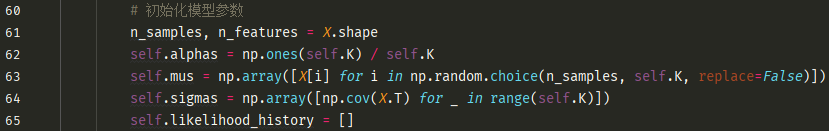 60 # 初始化模型参数
61 n_samples, n_features = X.shape
62 self.alphas = np.ones(self.K) / self.K
63 self.mus = np.array([X[i] for i in np.random.choice(n_samples, self.K, replace=False)])
64 self.sigmas = np.array([np.cov(X.T) for _ in range(self.K)])
65 self.likelihood_history = []